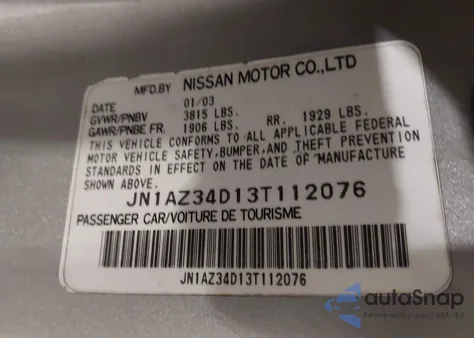 MFD.BY NISSAN MOTOR CO.,LTD
DATE 01/03
GVWR/PNBV 3815 LBS.
GAWR/PNBE FR. 1906 LBS. RR. 1929 LBS.
THIS VEHICLE CONFORMS TO ALL APPLICABLE FEDERAL
MOTOR VEHICLE SAFETY,BUMPER,AND THEFT PREVENTION
STANDARDS IN EFFECT ON THE DATE OF MANUFACTURE
SHOWN ABOVE.
JN1AZ34D13T112076
PASSENGER CAR/VOITURE DE TOURISME
JN1AZ34D13T112076
autaSnap